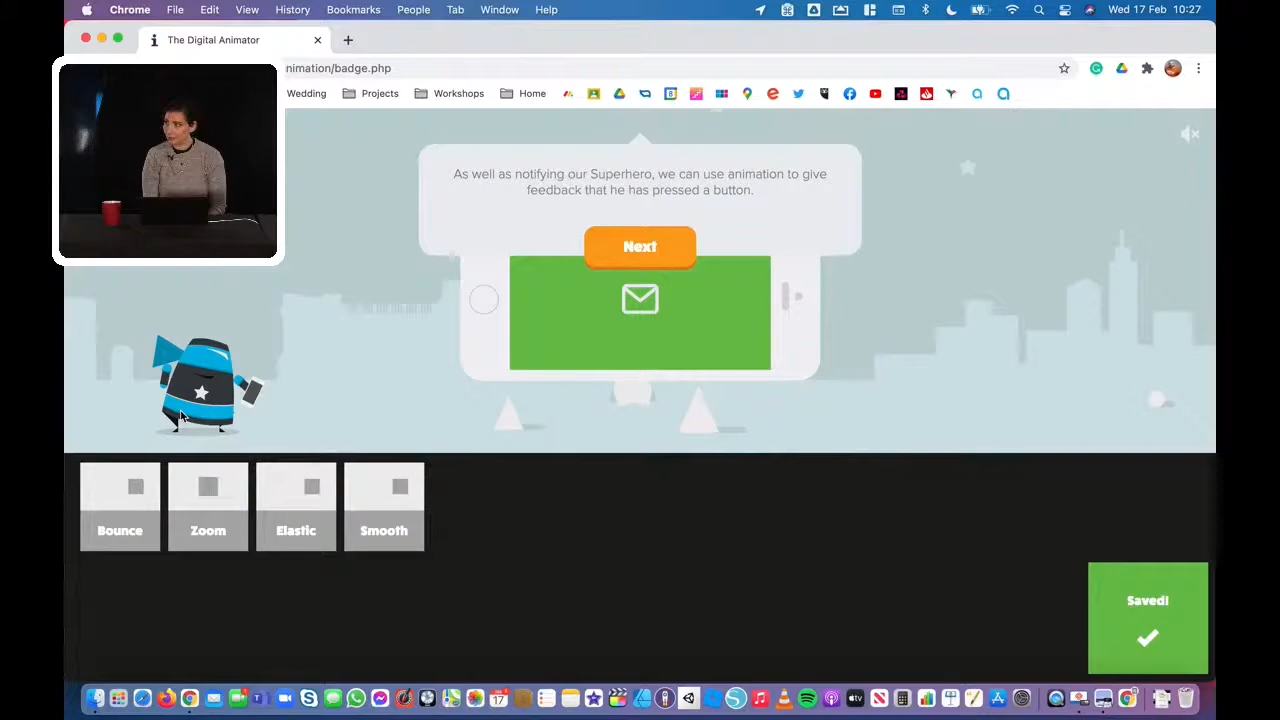 Chrome File Edit View History Bookmarks People Tab Window Help Wed 17 Feb 10:27
The Digital Animator
nimation/badge.php
Wedding Projects Workshops Home
As well as notifying our Superhero, we can use animation to give
feedback that he has pressed a button.
Next
Bounce Zoom Elastic Smooth
Saved!